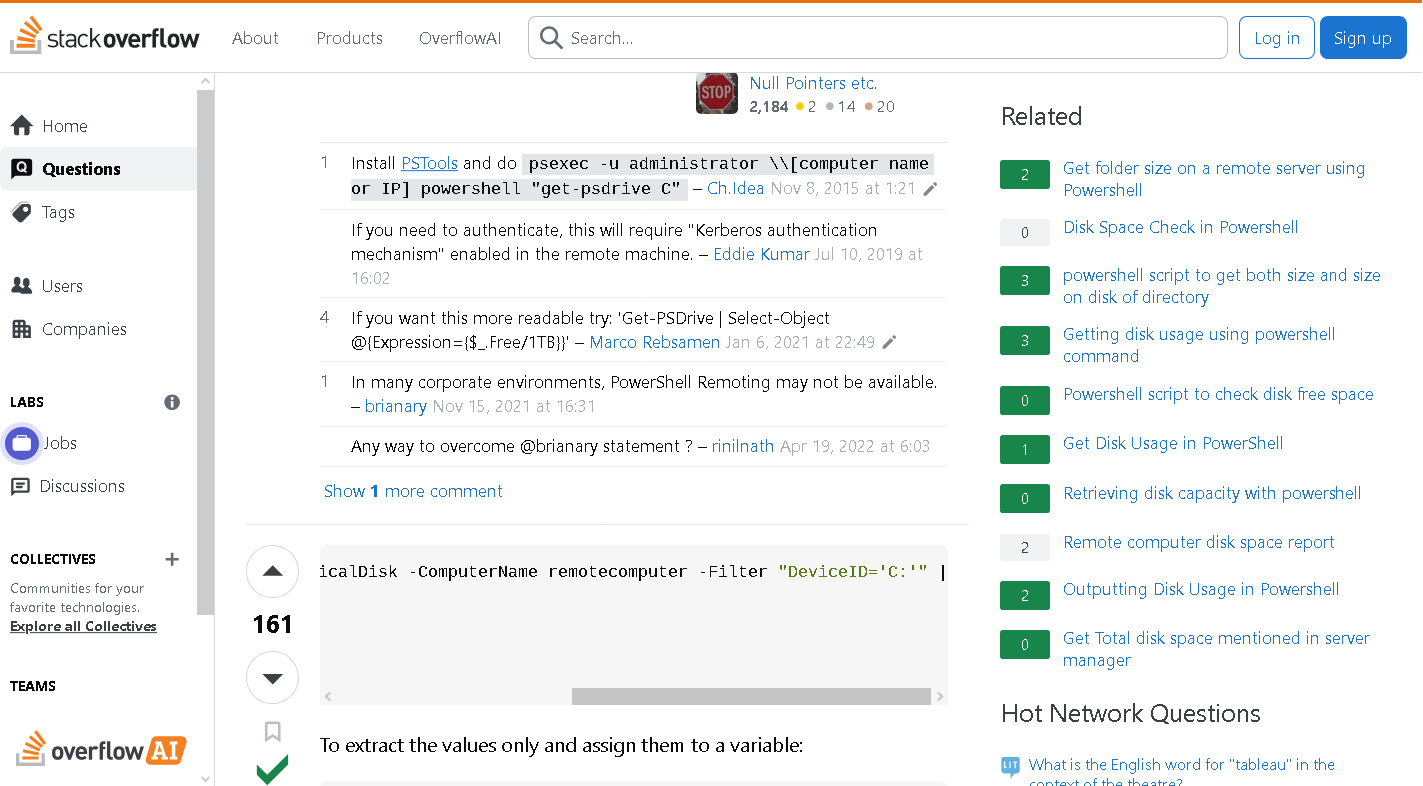 stack overflow
About
Products
OverflowAI
Search…
Log in
Sign up
Home
Questions
Tags
Users
Companies
LABS
Jobs
Discussions
COLLECTIVES
Communities for your
favorite technologies.
Explore all Collectives
TEAMS
overflow AI
STOP
Null Pointers etc.
2,184 2 14 20
1 Install PSTools and do psexec -u administrator \\[computer name
or IP] powershell "get-psdrive C" – Ch.Idea Nov 8, 2015 at 1:21
If you need to authenticate, this will require "Kerberos authentication
mechanism" enabled in the remote machine. – Eddie Kumar Jul 10, 2019 at
16:02
4 If you want this more readable try: 'Get-PSDrive | Select-Object
@{Expression={$_.Free/1TB}}' – Marco Rebsamen Jan 6, 2021 at 22:49
1 In many corporate environments, PowerShell Remoting may not be available.
– brianary Nov 15, 2021 at 16:31
Any way to overcome @brianary statement ? – rinilnath Apr 19, 2022 at 6:03
Show 1 more comment
161
icalDisk -ComputerName remotecomputer -Filter "DeviceID='C:'" |
To extract the values only and assign them to a variable:
Related
2 Get folder size on a remote server using
Powershell
0 Disk Space Check in Powershell
3 powershell script to get both size and size
on disk of directory
3 Getting disk usage using powershell
command
0 Powershell script to check disk free space
1 Get Disk Usage in PowerShell
0 Retrieving disk capacity with powershell
2 Remote computer disk space report
2 Outputting Disk Usage in Powershell
0 Get Total disk space mentioned in server
manager
Hot Network Questions
LIT What is the English word for "tableau" in the
context of the theatre?